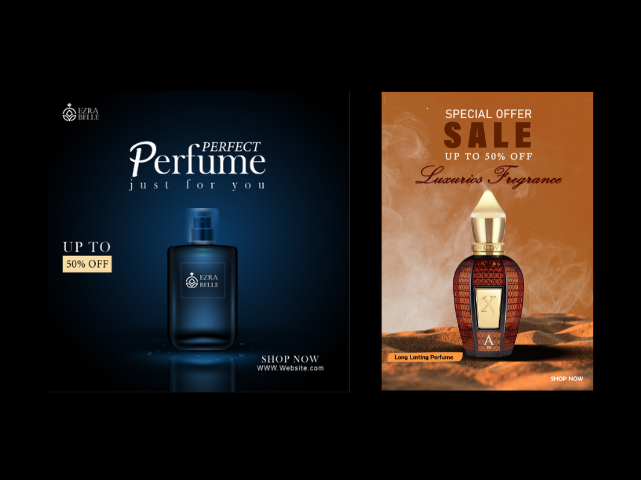 EZRA
BELLE
PERFECT
Perfume
just for you
UP TO
50% OFF
EZRA
BELLE
SHOP NOW
WWW.Website.com
SPECIAL OFFER
SALE
UP TO 50% OFF
Luxurios Fregrance
X
A
Long Lasting Perfume
SHOP NOW